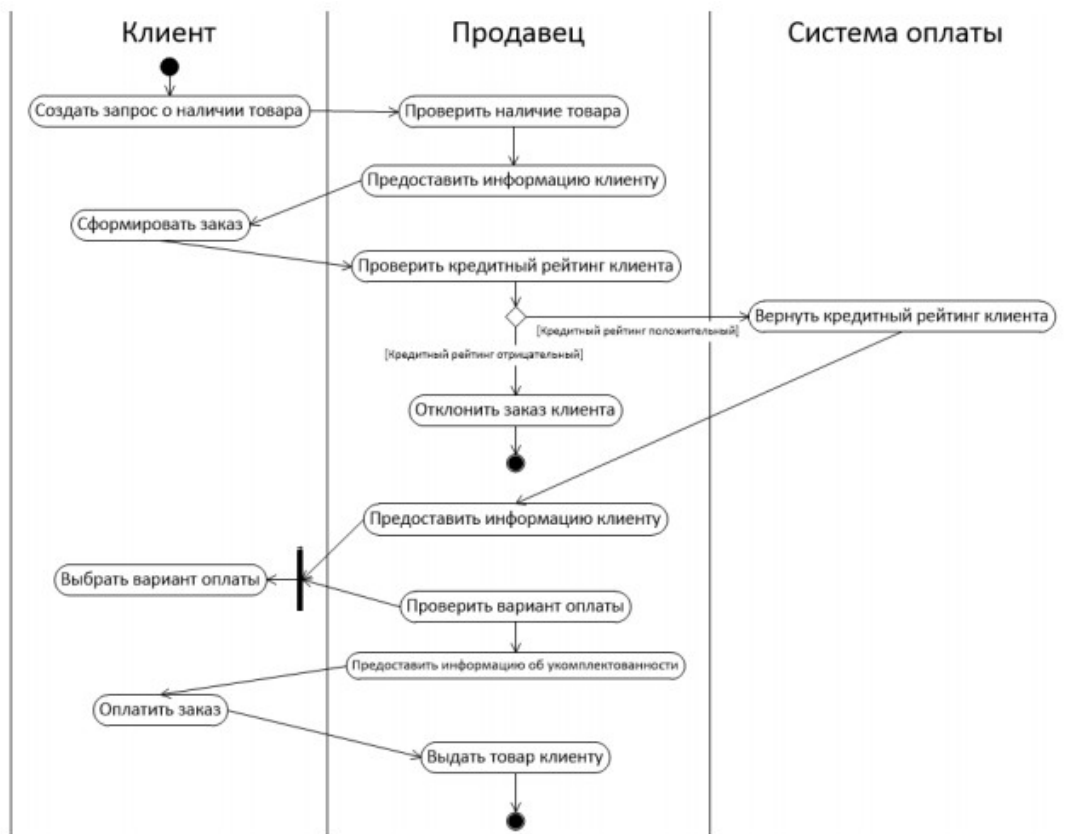 Клиент
Продавец
Система оплаты
Создать запрос о наличии товара
Проверить наличие товара
Предоставить информацию клиенту
Сформировать заказ
Проверить кредитный рейтинг клиента
Вернуть кредитный рейтинг клиента
[Кредитный рейтинг положительный]
[Кредитный рейтинг отрицательный]
Отклонить заказ клиента
Предоставить информацию клиенту
Выбрать вариант оплаты
Проверить вариант оплаты
Предоставить информацию об укомплектованности
Оплатить заказ
Выдать товар клиенту